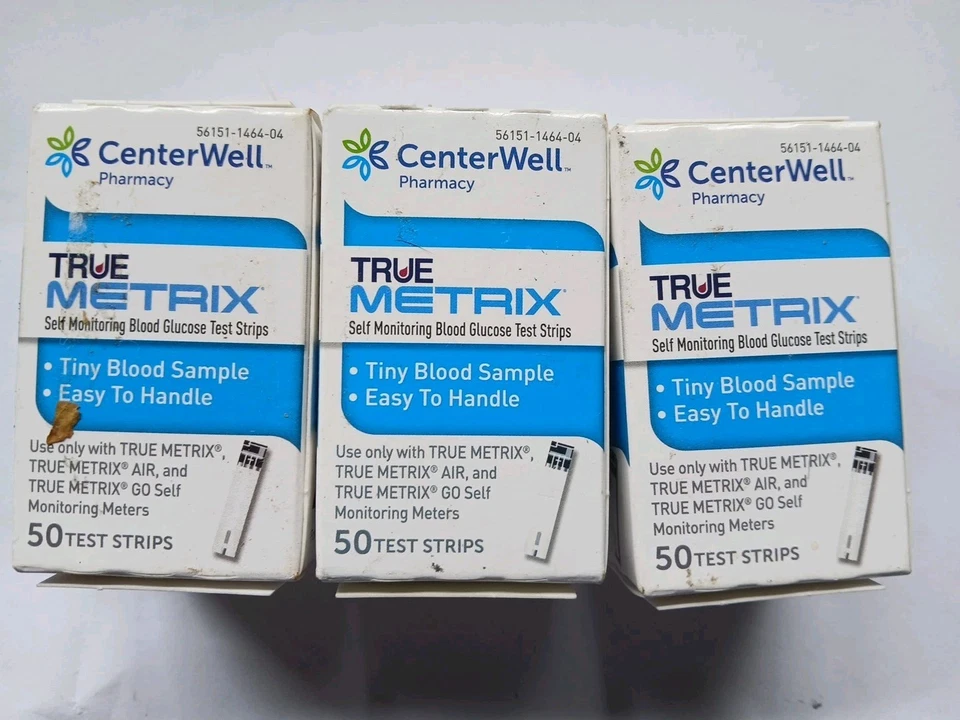 56151-1464-04
CenterWell™
Pharmacy
TRUE
METRIX®
Self Monitoring Blood Glucose Test Strips
• Tiny Blood Sample
• Easy To Handle
Use only with TRUE METRIX®,
TRUE METRIX® AIR, and
TRUE METRIX® GO Self
Monitoring Meters
50 TEST STRIPS
56151-1464-04
CenterWell™
Pharmacy
TRUE
METRIX®
Self Monitoring Blood Glucose Test Strips
• Tiny Blood Sample
• Easy To Handle
Use only with TRUE METRIX®,
TRUE METRIX® AIR, and
TRUE METRIX® GO Self
Monitoring Meters
50 TEST STRIPS
56151-1464-04
CenterWell™
Pharmacy
TRUE
METRIX®
Self Monitoring Blood Glucose Test Strips
• Tiny Blood Sample
• Easy To Handle
Use only with TRUE METRIX®,
TRUE METRIX® AIR, and
TRUE METRIX® GO Self
Monitoring Meters
50 TEST STRIPS